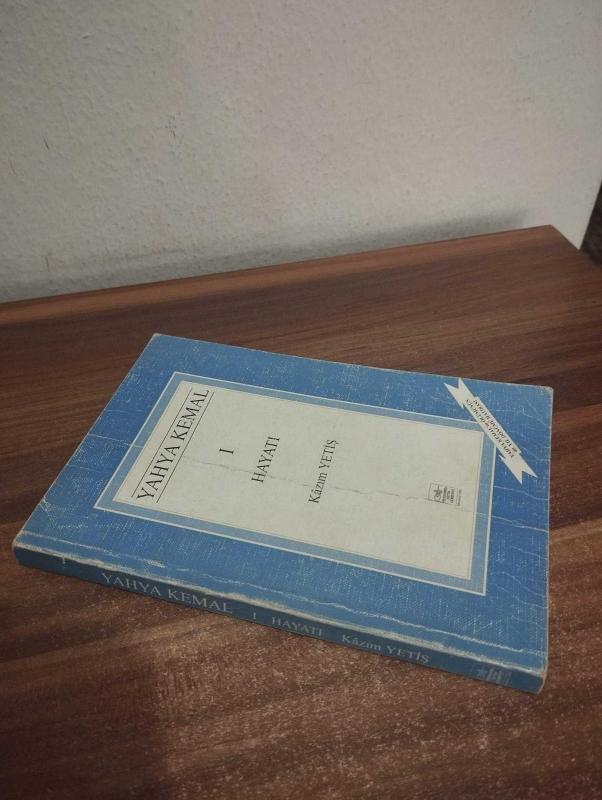 YAHYA KEMAL
I
HAYATI
Kâzım YETİŞ
YAHYA KEMAL I HAYATI Kâzım YETİŞ